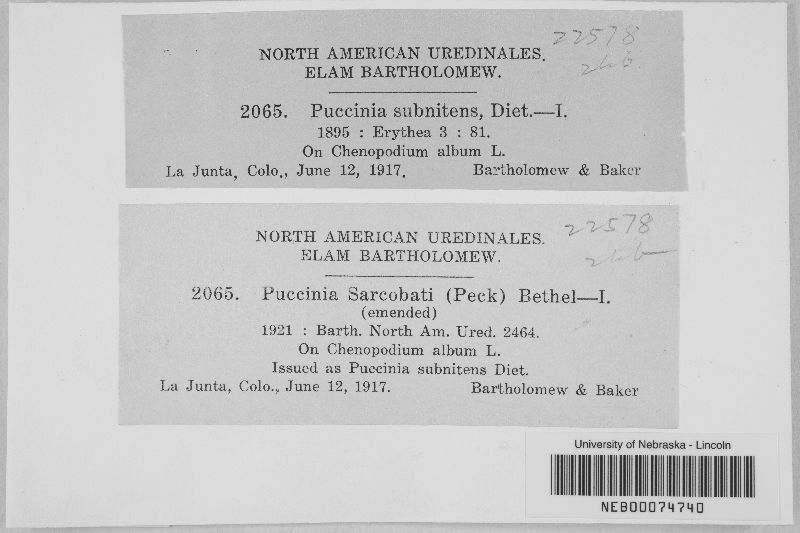 22578
NORTH AMERICAN UREDINALES.
ELAM BARTHOLOMEW.
2065. Puccinia subnitens, Diet.—I.
1895 : Erythea 3 : 81.
On Chenopodium album L.
La Junta, Colo., June 12, 1917. Bartholomew & Baker
22578
NORTH AMERICAN UREDINALES.
ELAM BARTHOLOMEW.
2065. Puccinia Sarcobati (Peck) Bethel—I.
(emended)
1921 : Barth. North Am. Ured. 2464.
On Chenopodium album L.
Issued as Puccinia subnitens Diet.
La Junta, Colo., June 12, 1917. Bartholomew & Baker
University of Nebraska - Lincoln
NEB00074740